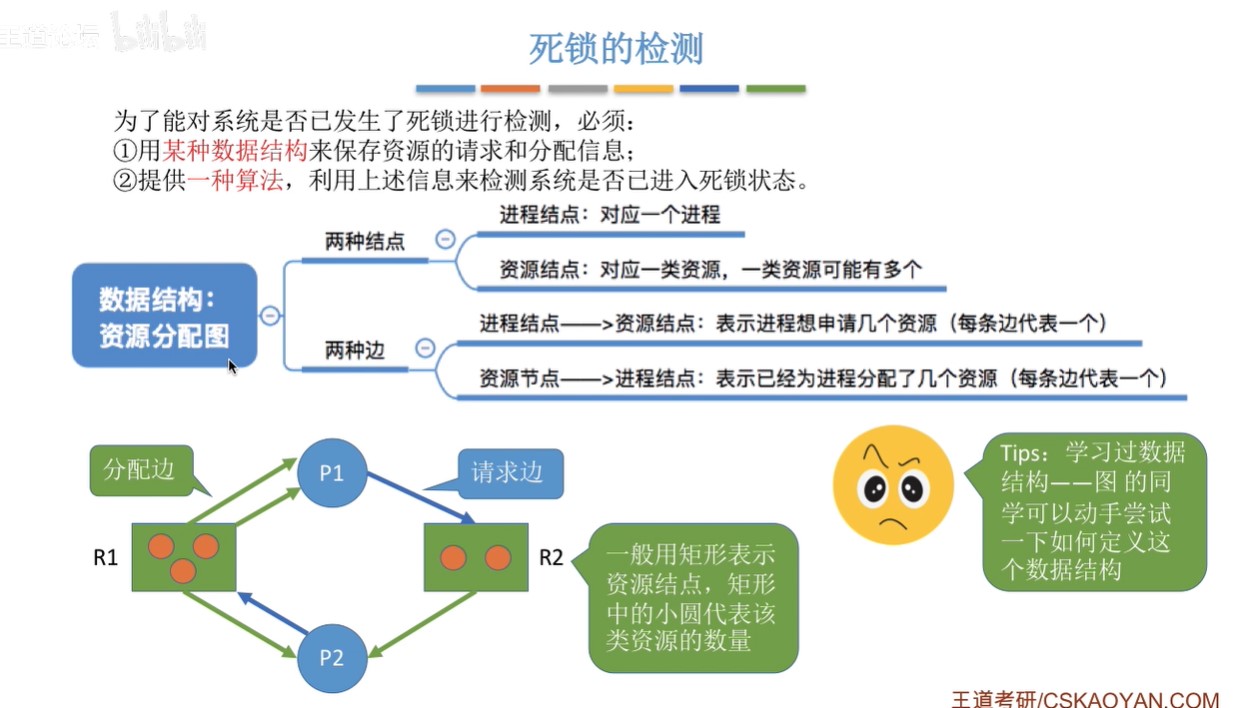 王道论坛 bilibili
死锁的检测
为了能对系统是否已发生了死锁进行检测，必须：
①用某种数据结构来保存资源的请求和分配信息；
②提供一种算法，利用上述信息来检测系统是否已进入死锁状态。
数据结构：
资源分配图
两种结点
进程结点：对应一个进程
资源结点：对应一类资源，一类资源可能有多个
两种边
进程结点——>资源结点：表示进程想申请几个资源（每条边代表一个）
资源节点——>进程结点：表示已经为进程分配了几个资源（每条边代表一个）
分配边
P1
请求边
R1
R2
P2
一般用矩形表示
资源结点，矩形
中的小圆代表该
类资源的数量
Tips：学习过数据
结构——图 的同
学可以动手尝试
一下如何定义这
个数据结构
王道考研/CSKAOYAN.COM